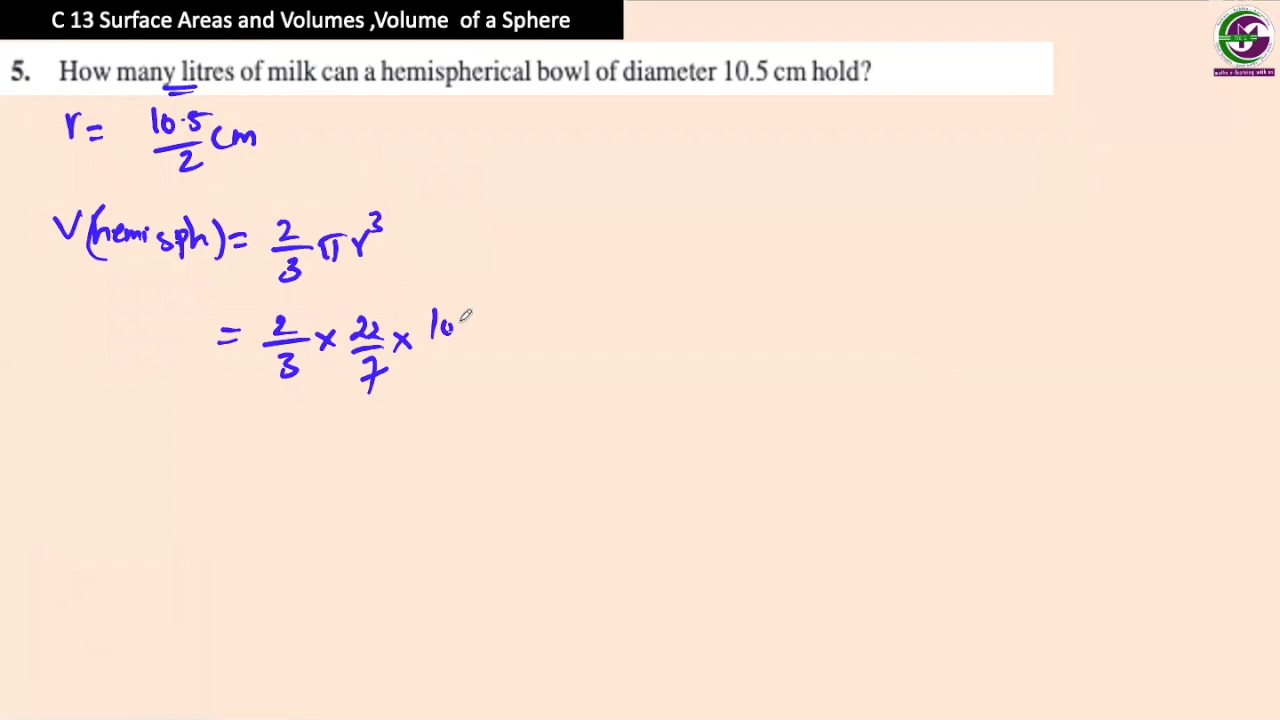 C 13 Surface Areas and Volumes ,Volume of a Sphere
5. How many litres of milk can a hemispherical bowl of diameter 10.5 cm hold?
r = 10.5/2 cm
V(hemisph) = 2/3 πr³
= 2/3 × 22/7 × 10